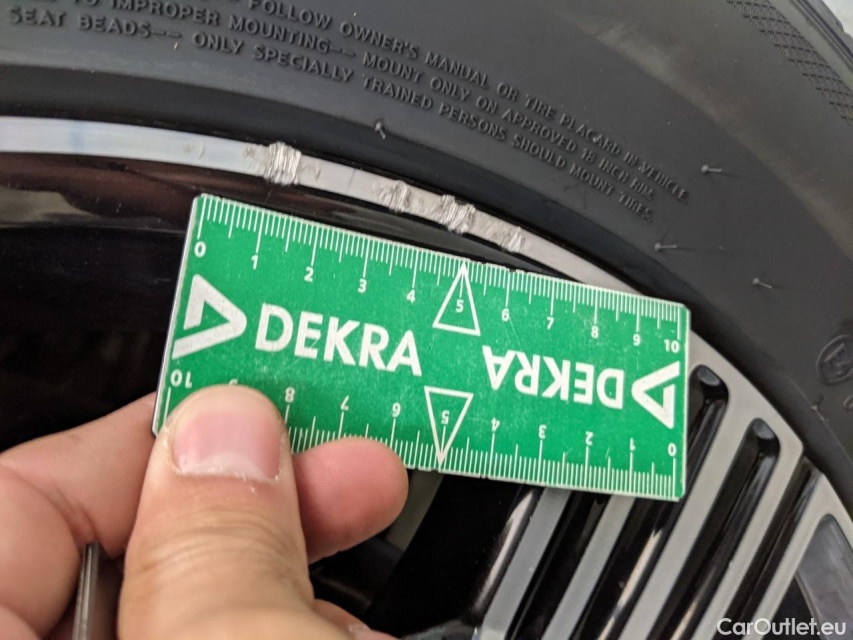 FOLLOW OWNER'S MANUAL OR TIRE PLACARD IN VEHICLE
TO IMPROPER MOUNTING-- MOUNT ONLY ON APPROVED 18 INCH RIM.
SEAT BEADS-- ONLY SPECIALLY TRAINED PERSONS SHOULD MOUNT TIRES.
0 1 2 3 4 5 6 7 8 9 10
DEKRA
DEKRA
10 9 8 7 6 5 4 3 2 1 0
CarOutlet.eu